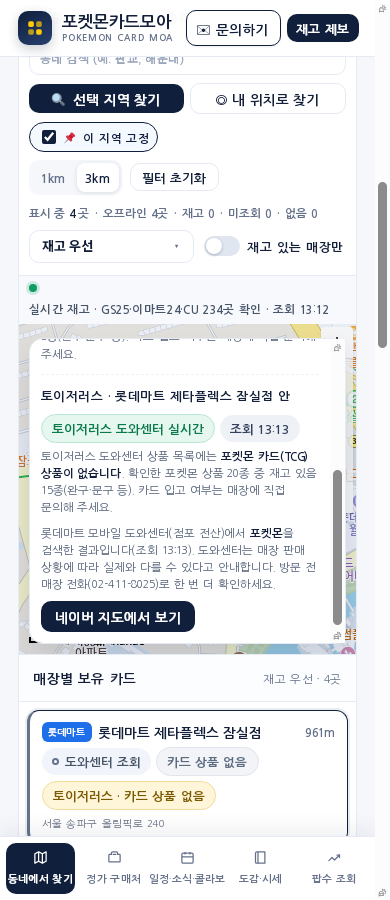 포켓몬카드모아
POKEMON CARD MOA
✉️ 문의하기
재고 제보
동네 검색 (예: 판교, 해운대)
🔍 선택 지역 찾기
◎ 내 위치로 찾기
📌 이 지역 고정
1km
3km
필터 초기화
표시 중 4곳 · 오프라인 4곳 · 재고 0 · 미조회 0 · 없음 0
재고 우선
재고 있는 매장만
실시간 재고 · GS25·이마트24·CU 234곳 확인 · 조회 13:12
주세요.
토이저러스 · 롯데마트 제타플렉스 잠실점 안
토이저러스 도와센터 실시간
조회 13:13
토이저러스 도와센터 상품 목록에는 포켓몬 카드(TCG)
상품이 없습니다. 확인한 포켓몬 상품 20종 중 재고 있음
15종(완구·문구 등). 카드 입고 여부는 매장에 직접
문의해 주세요.
롯데마트 모바일 도와센터(점포 전산)에서 포켓몬을
검색한 결과입니다(조회 13:13). 도와센터는 매장 판매
상황에 따라 실제와 다를 수 있다고 안내합니다. 방문 전
매장 전화(02-411-8025)로 한 번 더 확인하세요.
네이버 지도에서 보기
아파트
매장별 보유 카드
재고 우선 · 4곳
롯데마트
롯데마트 제타플렉스 잠실점
961m
도와센터 조회
카드 상품 없음
토이저러스 · 카드 상품 없음
서울 송파구 올림픽로 240
동네에서 찾기
정가 구매처
일정·소식·콜라보
도감·시세
팝수 조회